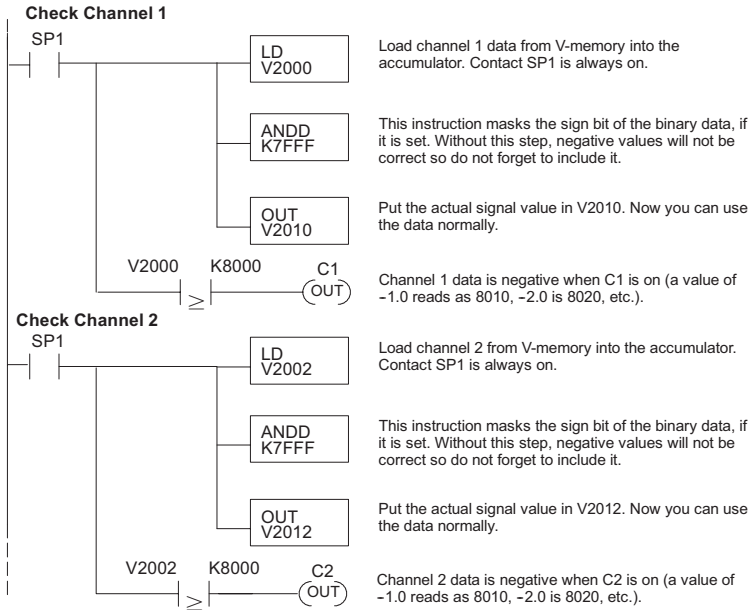 Check Channel 1
SP1
LD
V2000
Load channel 1 data from V-memory into the
accumulator. Contact SP1 is always on.
ANDD
K7FFF
This instruction masks the sign bit of the binary data, if
it is set. Without this step, negative values will not be
correct so do not forget to include it.
OUT
V2010
Put the actual signal value in V2010. Now you can use
the data normally.
V2000 K8000 C1
≥ OUT
Channel 1 data is negative when C1 is on (a value of
-1.0 reads as 8010, -2.0 is 8020, etc.).
Check Channel 2
SP1
LD
V2002
Load channel 2 from V-memory into the accumulator.
Contact SP1 is always on.
ANDD
K7FFF
This instruction masks the sign bit of the binary data, if
it is set. Without this step, negative values will not be
correct so do not forget to include it.
OUT
V2012
Put the actual signal value in V2012. Now you can use
the data normally.
V2002 K8000 C2
≥ OUT
Channel 2 data is negative when C2 is on (a value of
-1.0 reads as 8010, -2.0 is 8020, etc.).